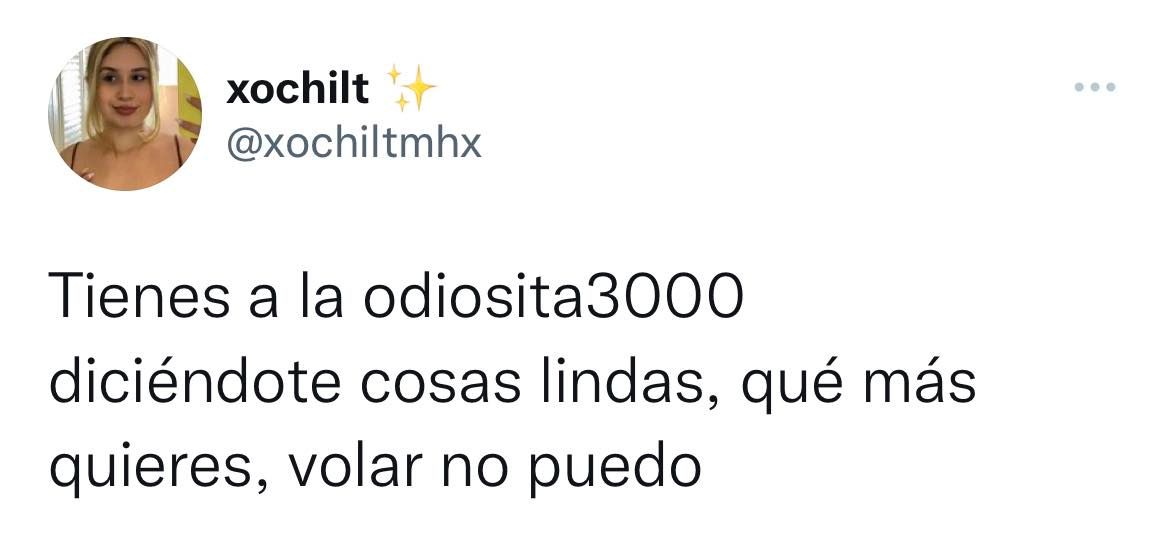 xochilt ✨
@xochiltmhx
Tienes a la odiosita3000
diciéndote cosas lindas, qué más
quieres, volar no puedo